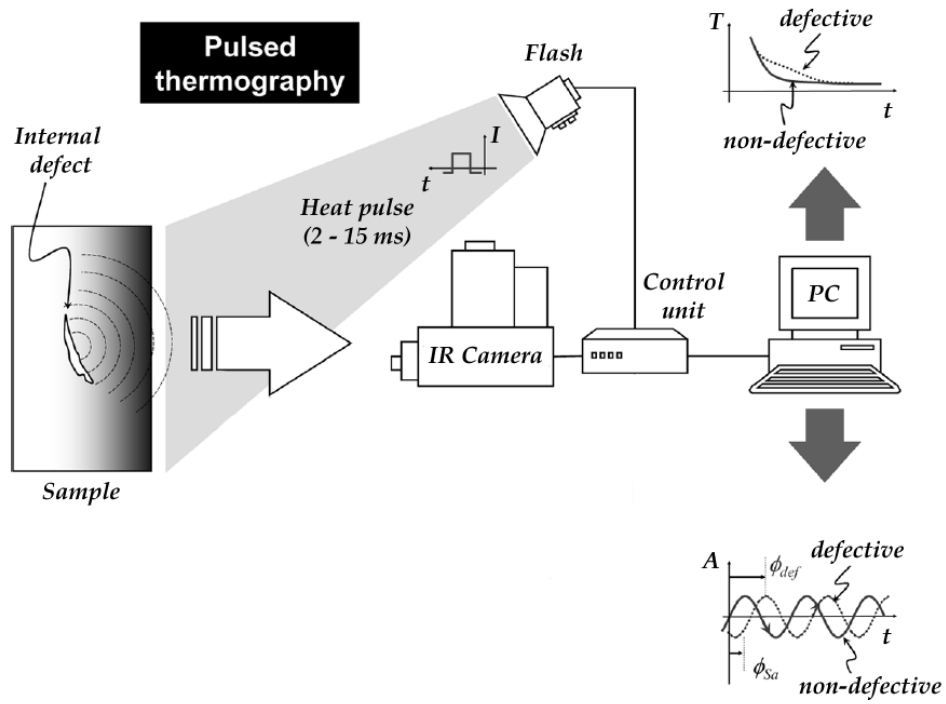 Pulsed
thermography
Flash
T
defective
t
non-defective
Internal
defect
I
t
Heat pulse
(2 - 15 ms)
Control
unit
PC
IR Camera
Sample
A
ϕdef
defective
t
ϕSa
non-defective